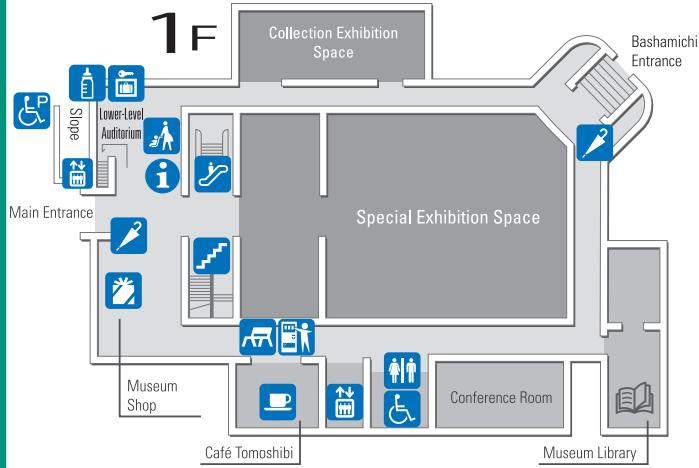 1F
Collection Exhibition
Space
Bashamichi
Entrance
P
Slope
Lower-Level
Auditorium
i
Main Entrance
Special Exhibition Space
Museum
Shop
Conference Room
Café Tomoshibi
Museum Library